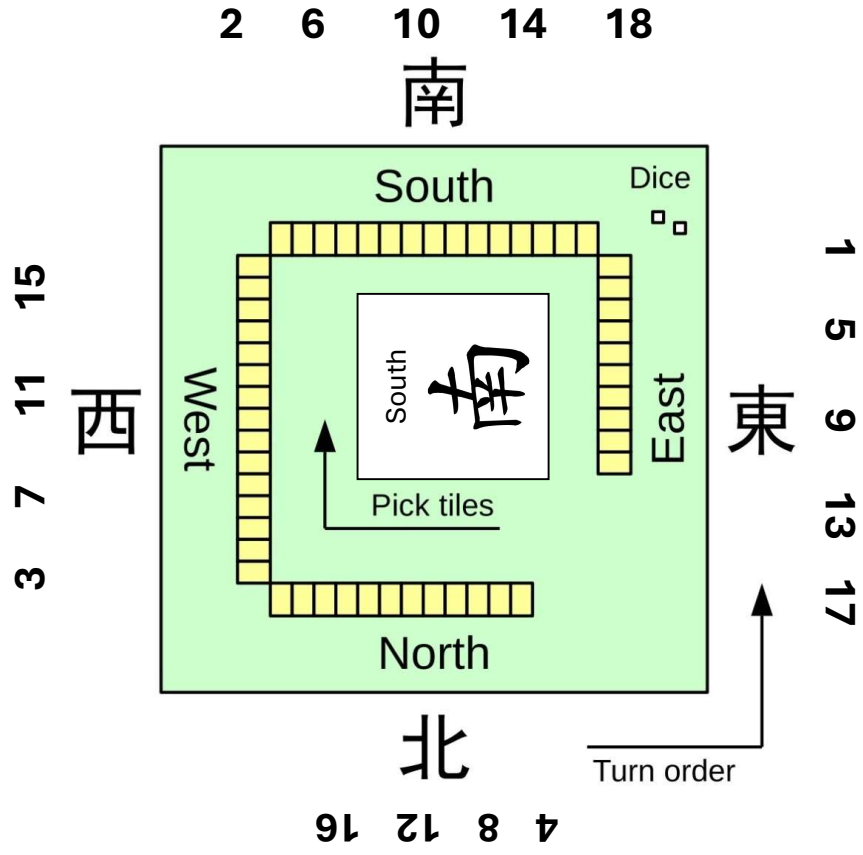 2 6 10 14 18
南
South
Dice
1 5 9 13 17
15 11 7 3
西
West
South
南
East
東
Pick tiles
North
北
Turn order
16 12 8 4